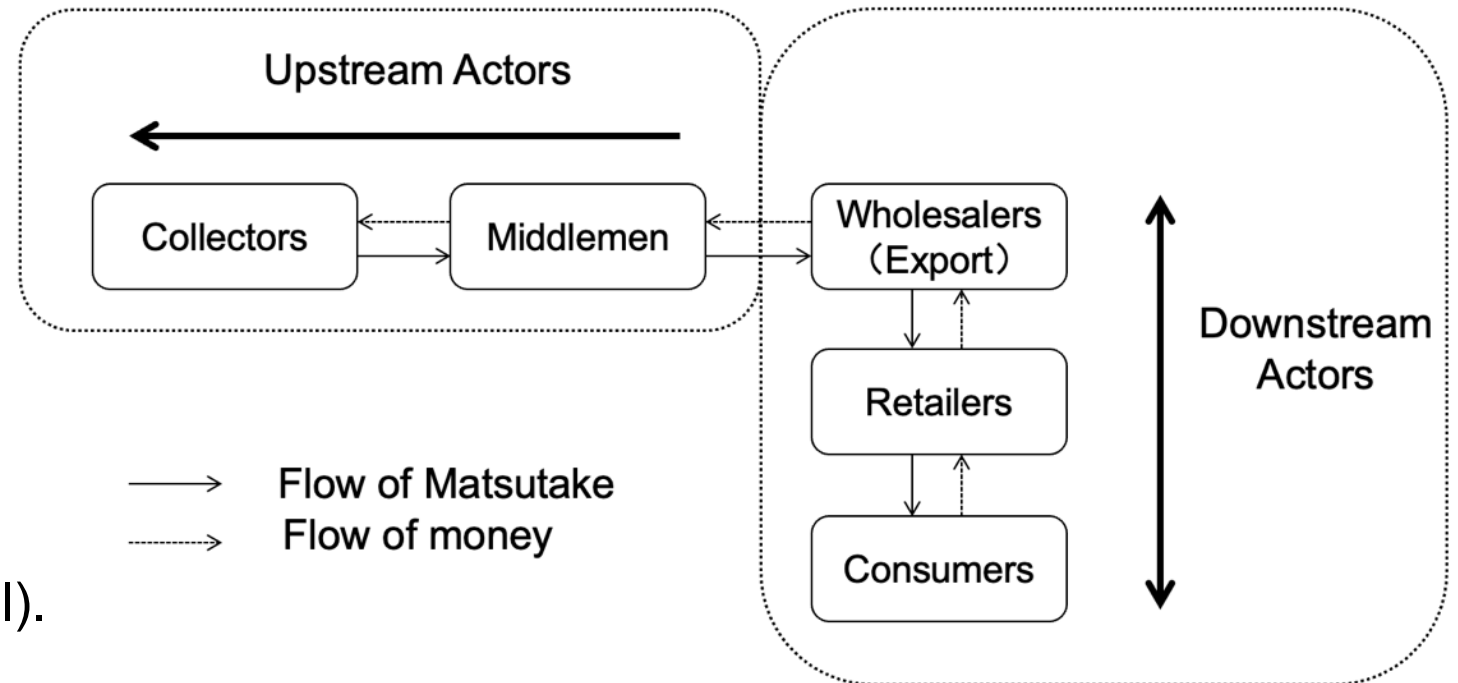 Upstream Actors
Collectors
Middlemen
Wholesalers
（Export）
Retailers
Consumers
Downstream
Actors
Flow of Matsutake
Flow of money
l).